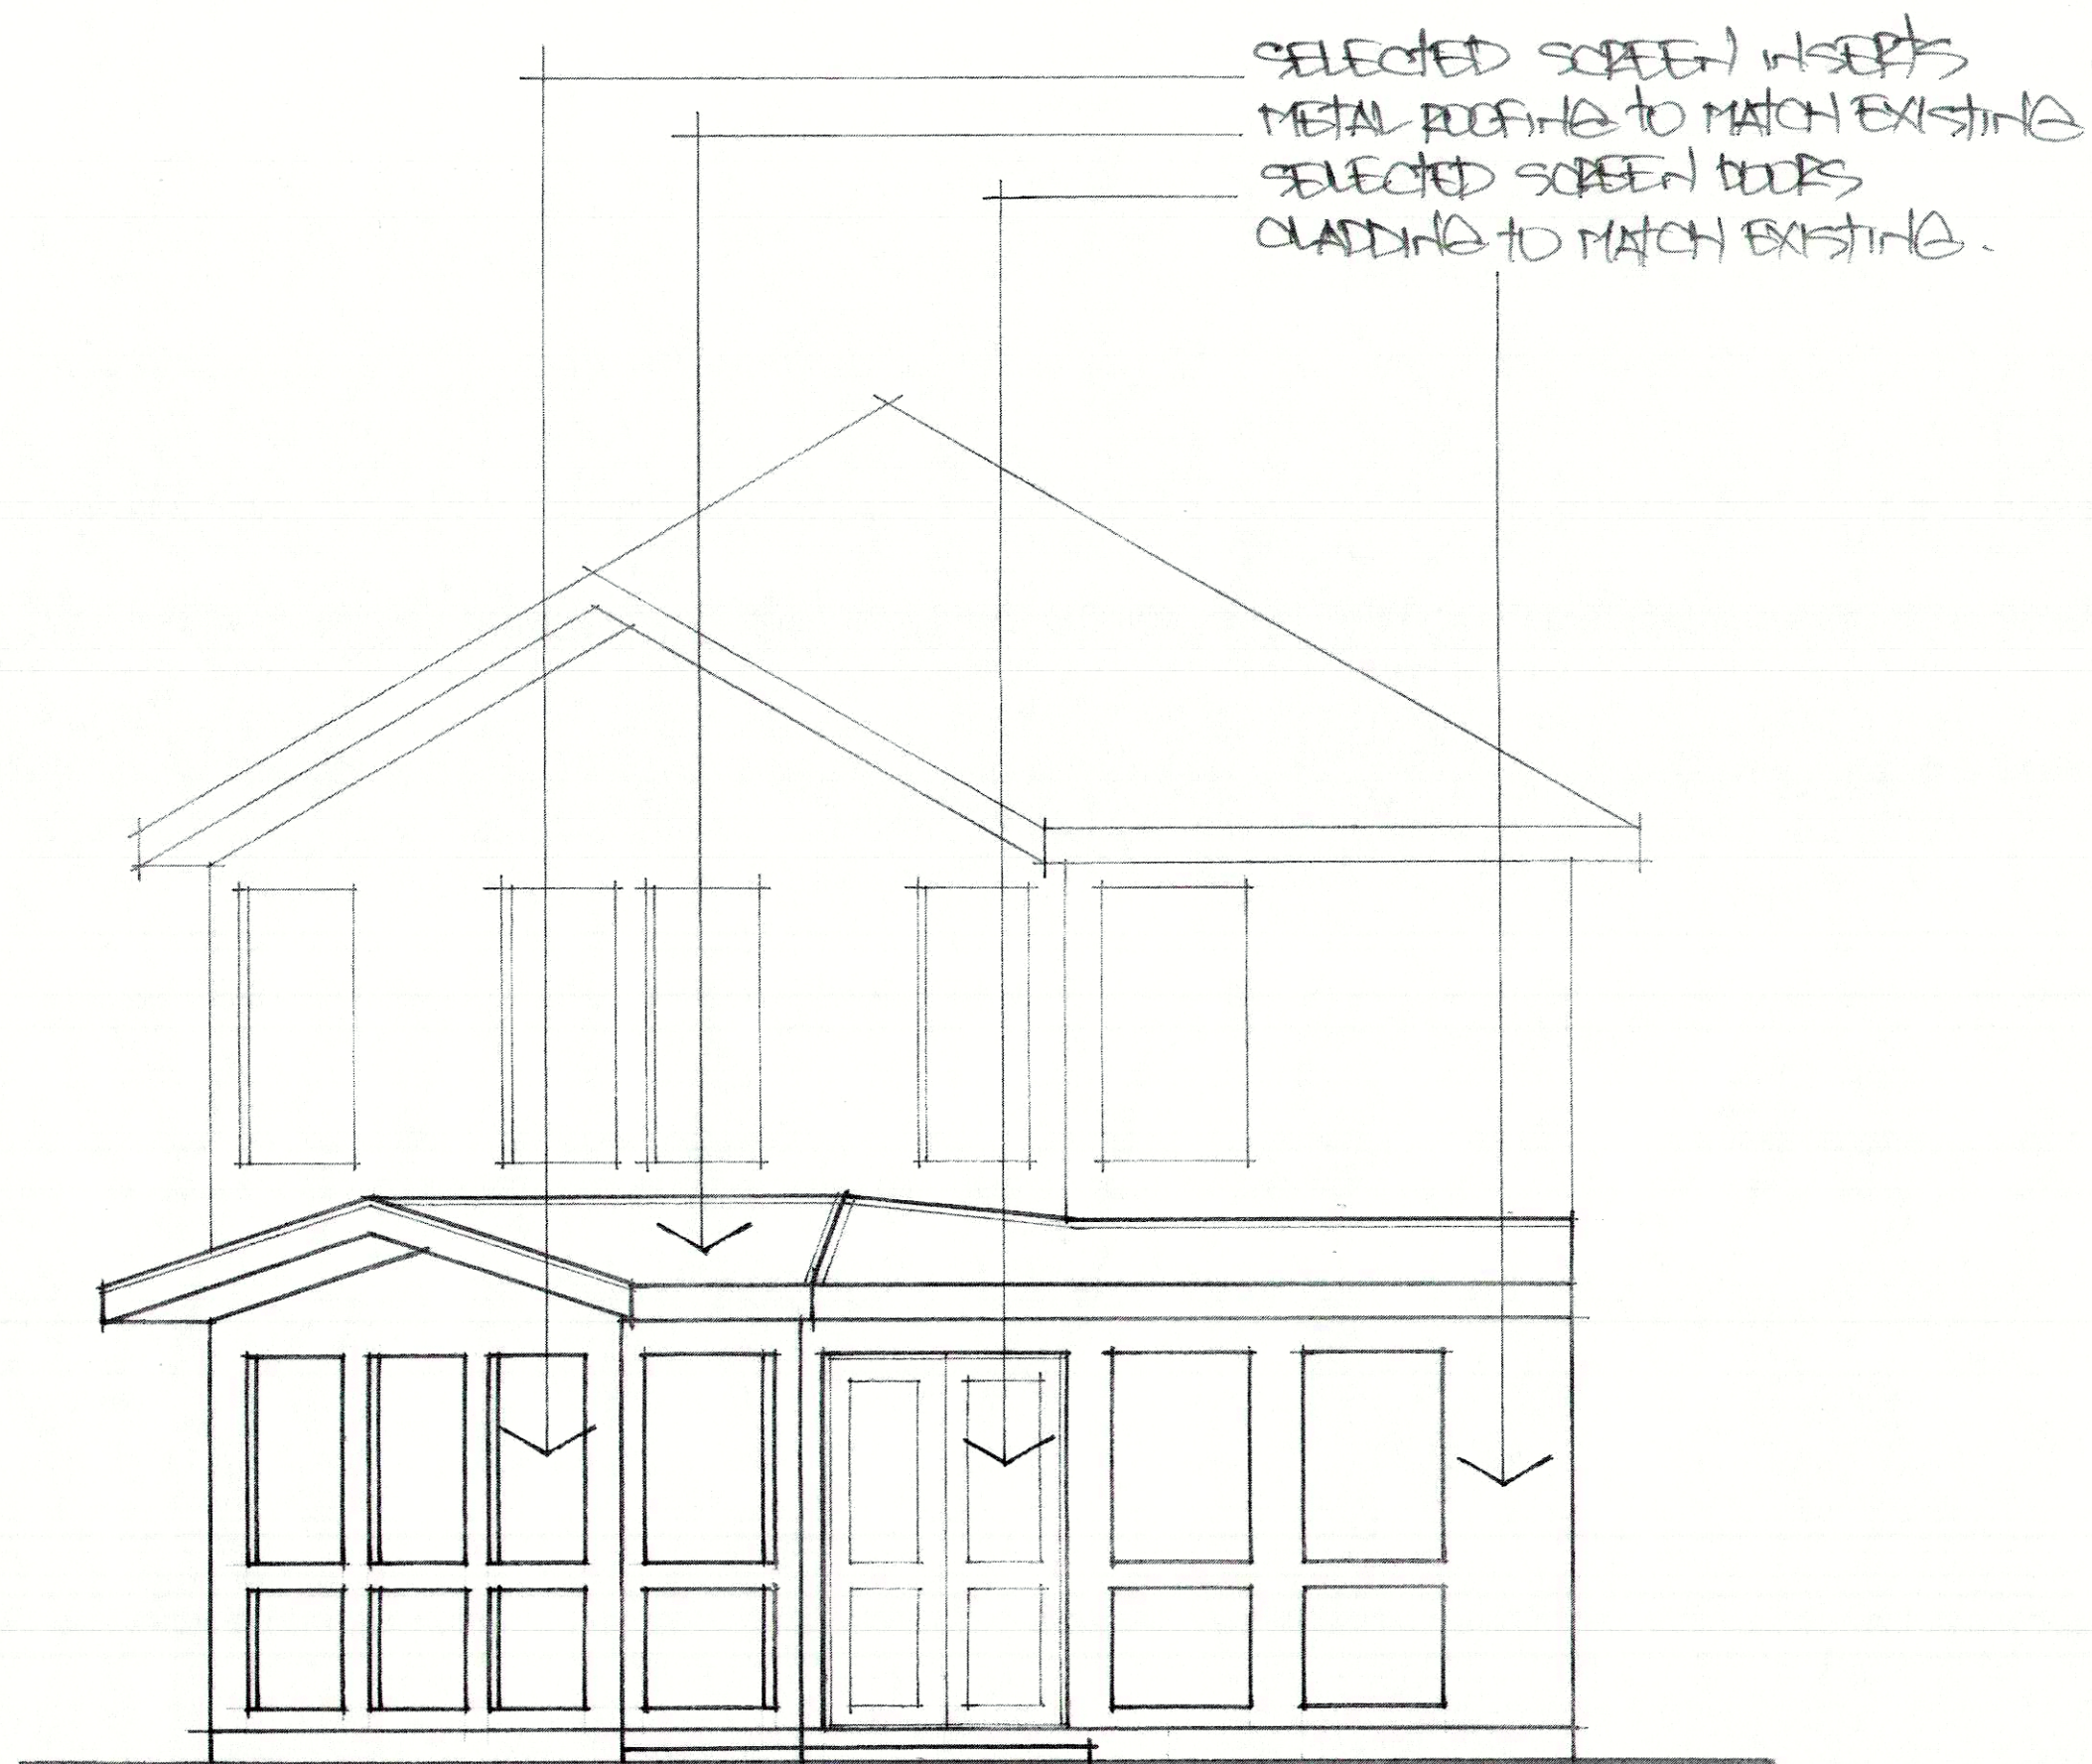 SELECTED SCREEN INSERTS
METAL ROOFING TO MATCH EXISTING
SELECTED SCREEN DOORS
CLADDING TO MATCH EXISTING.